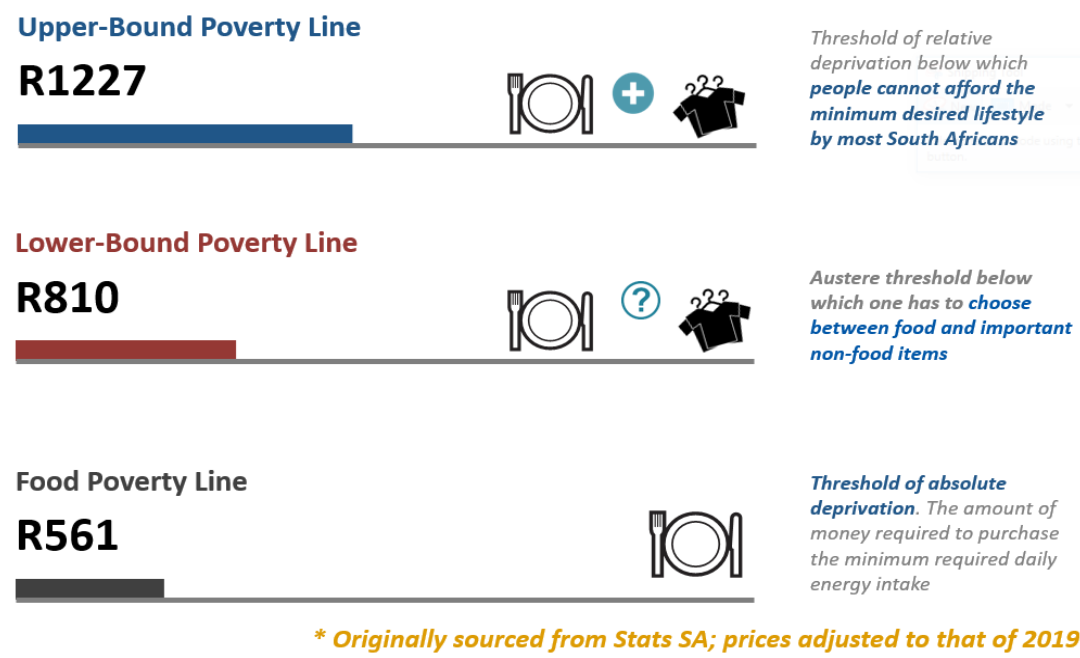 Upper-Bound Poverty Line
R1227
Threshold of relative
deprivation below which
people cannot afford the
minimum desired lifestyle
by most South Africans
Lower-Bound Poverty Line
R810
?
Austere threshold below
which one has to choose
between food and important
non-food items
Food Poverty Line
R561
Threshold of absolute
deprivation. The amount of
money required to purchase
the minimum required daily
energy intake
* Originally sourced from Stats SA; prices adjusted to that of 2019